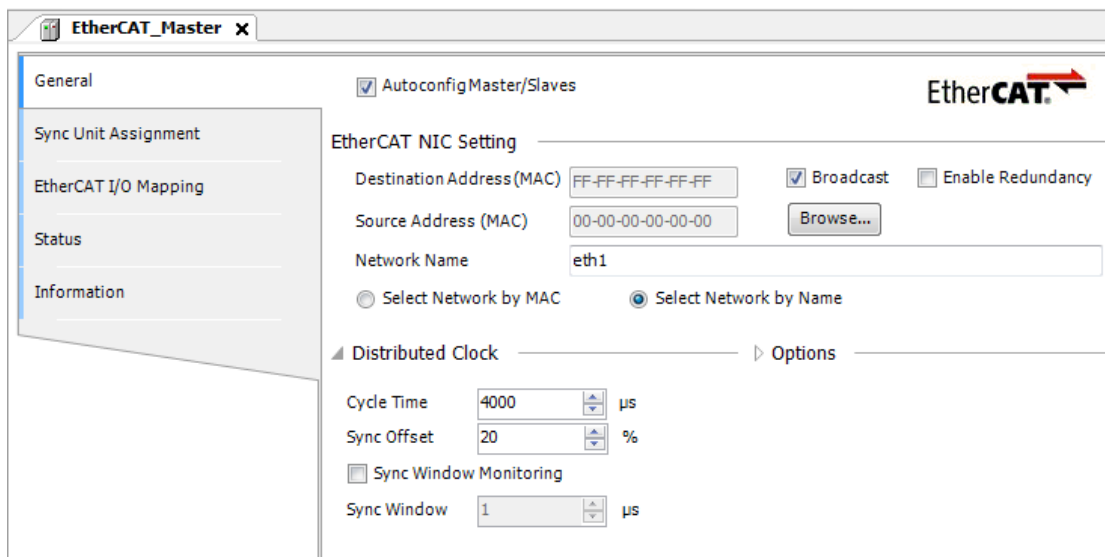 EtherCAT_Master
General
Sync Unit Assignment
EtherCAT I/O Mapping
Status
Information
Autoconfig Master/Slaves
EtherCAT.
EtherCAT NIC Setting
Destination Address (MAC) FF-FF-FF-FF-FF-FF Broadcast Enable Redundancy
Source Address (MAC) 00-00-00-00-00-00 Browse...
Network Name eth1
Select Network by MAC Select Network by Name
Distributed Clock Options
Cycle Time 4000 µs
Sync Offset 20 %
Sync Window Monitoring
Sync Window 1 µs